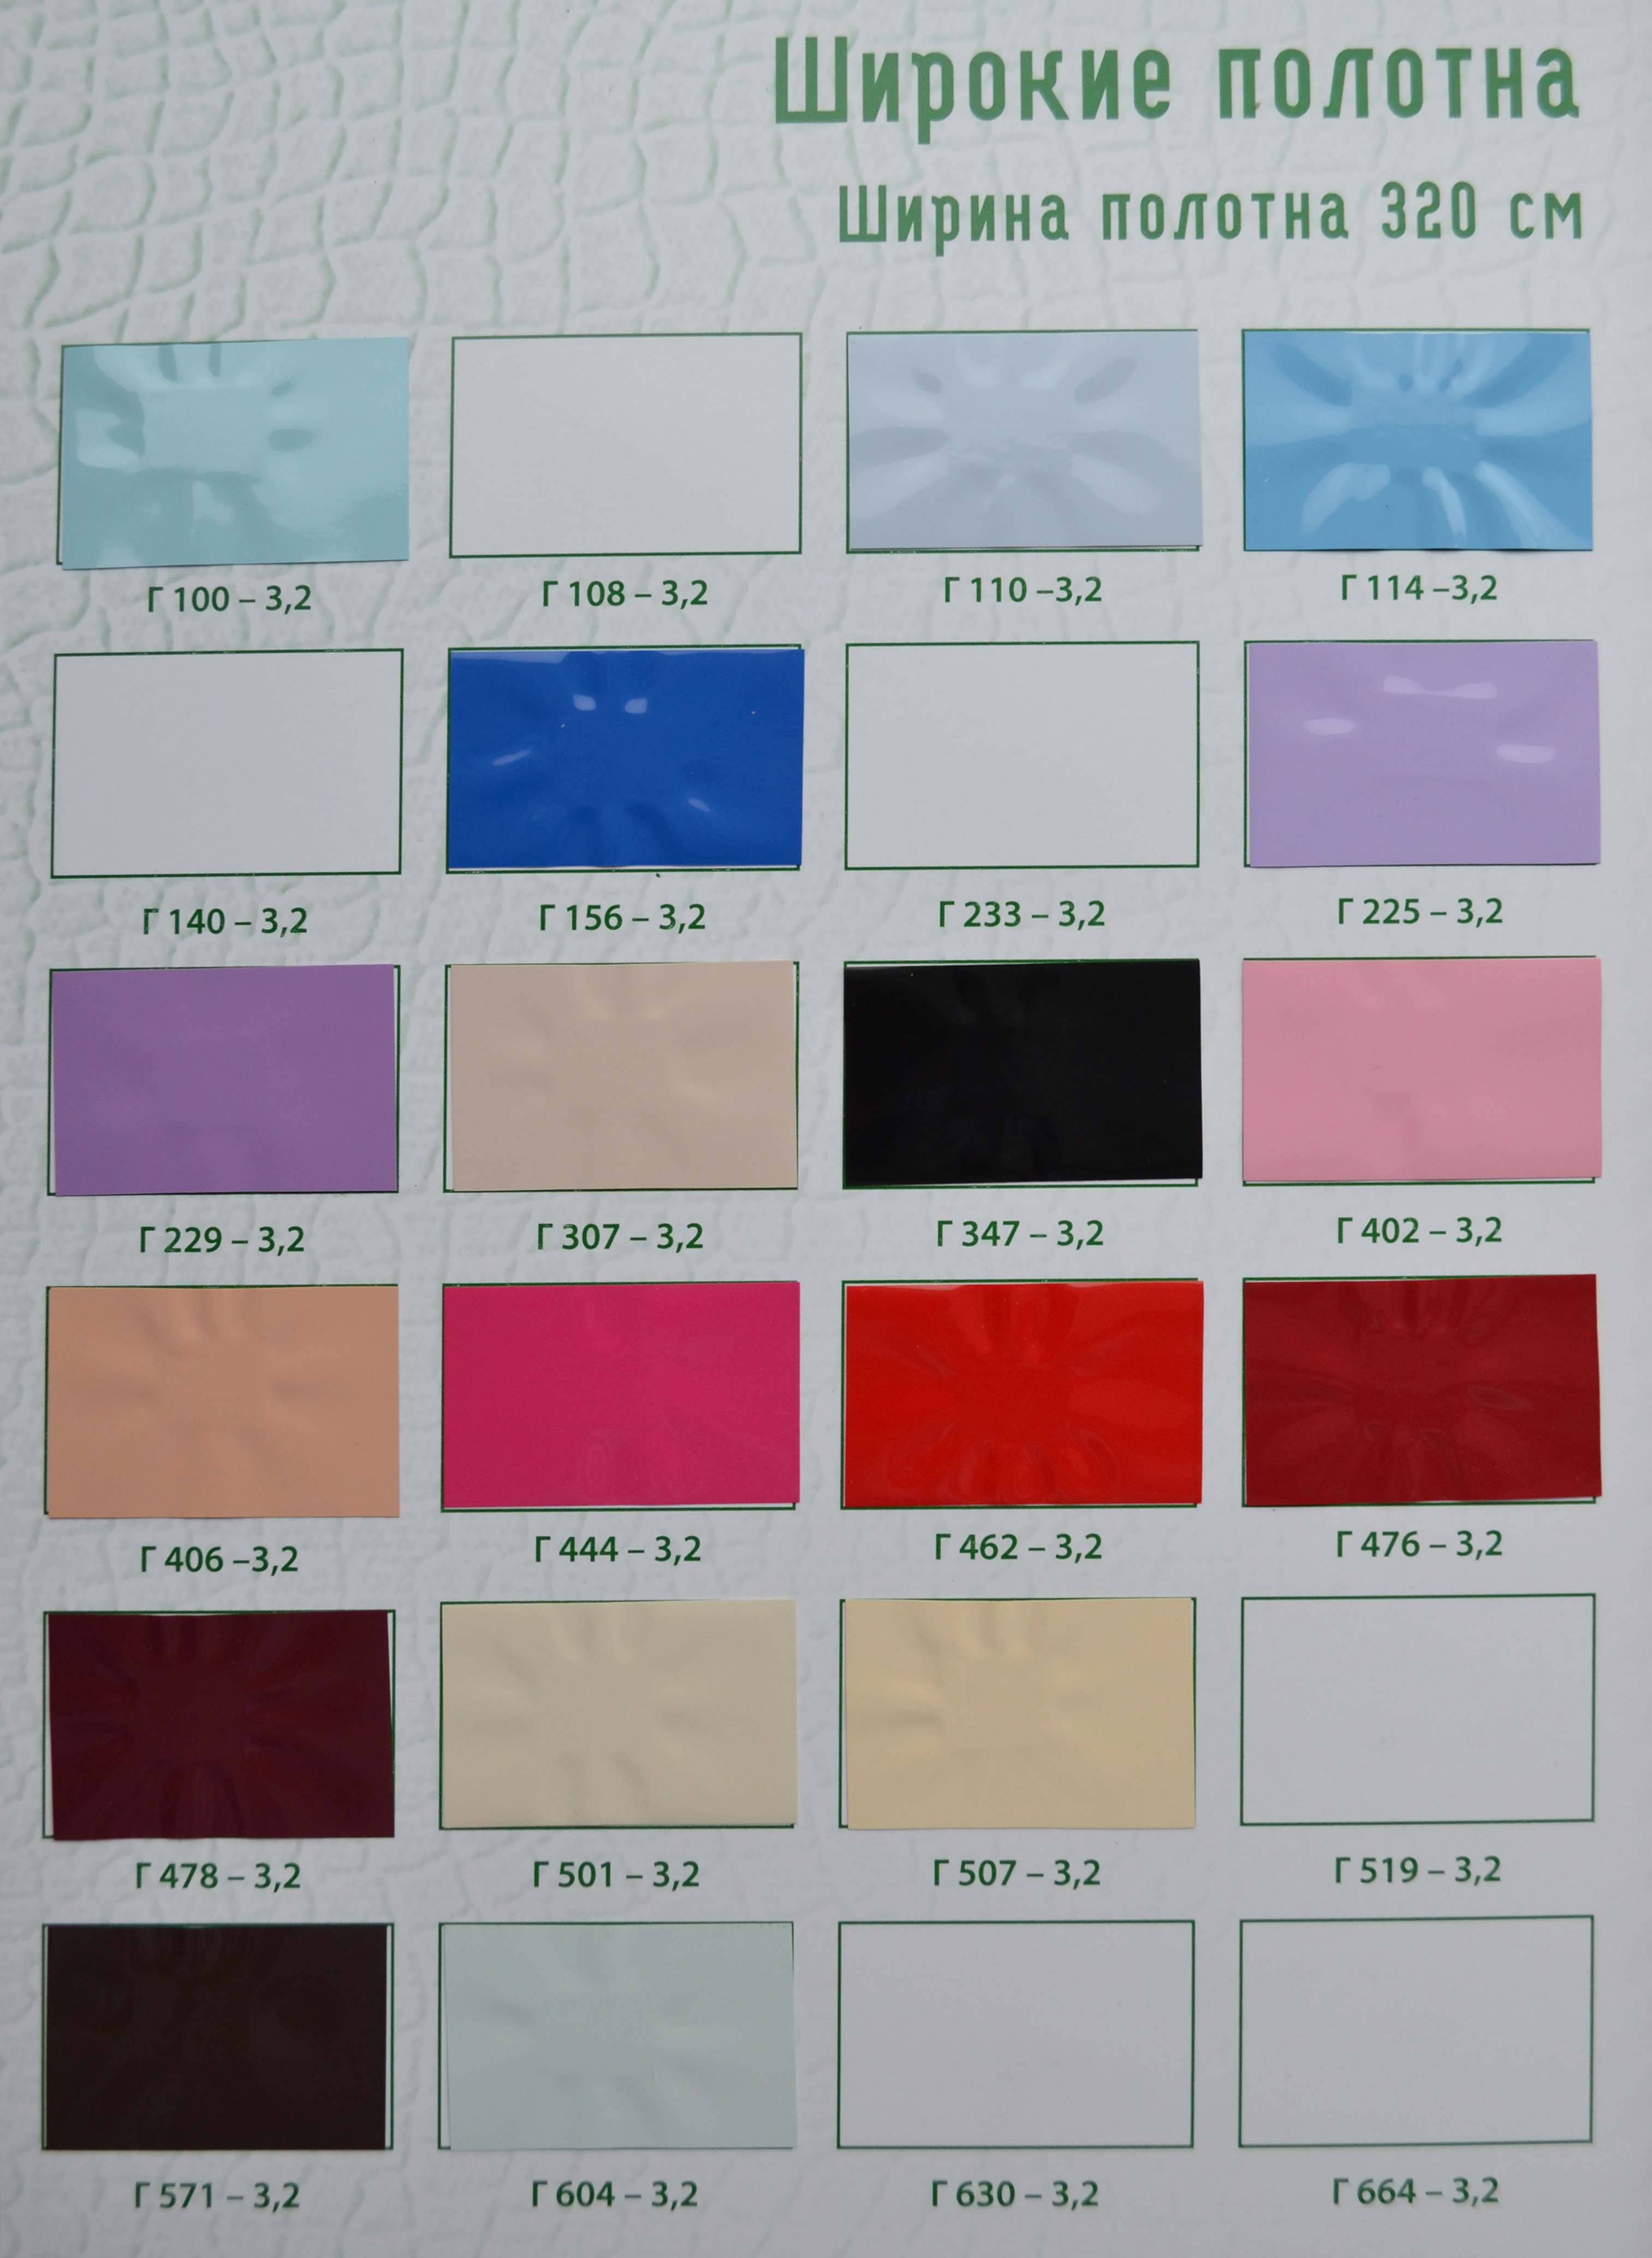 Широкие полотна
Ширина полотна 320 см
Г 100 – 3,2
Г 108 – 3,2
Г 110 –3,2
Г 114 –3,2
Г 140 – 3,2
Г 156 – 3,2
Г 233 – 3,2
Г 225 – 3,2
Г 229 – 3,2
Г 307 – 3,2
Г 347 – 3,2
Г 402 – 3,2
Г 406 –3,2
Г 444 – 3,2
Г 462 – 3,2
Г 476 – 3,2
Г 478 – 3,2
Г 501 – 3,2
Г 507 – 3,2
Г 519 – 3,2
Г 571 – 3,2
Г 604 – 3,2
Г 630 – 3,2
Г 664 – 3,2